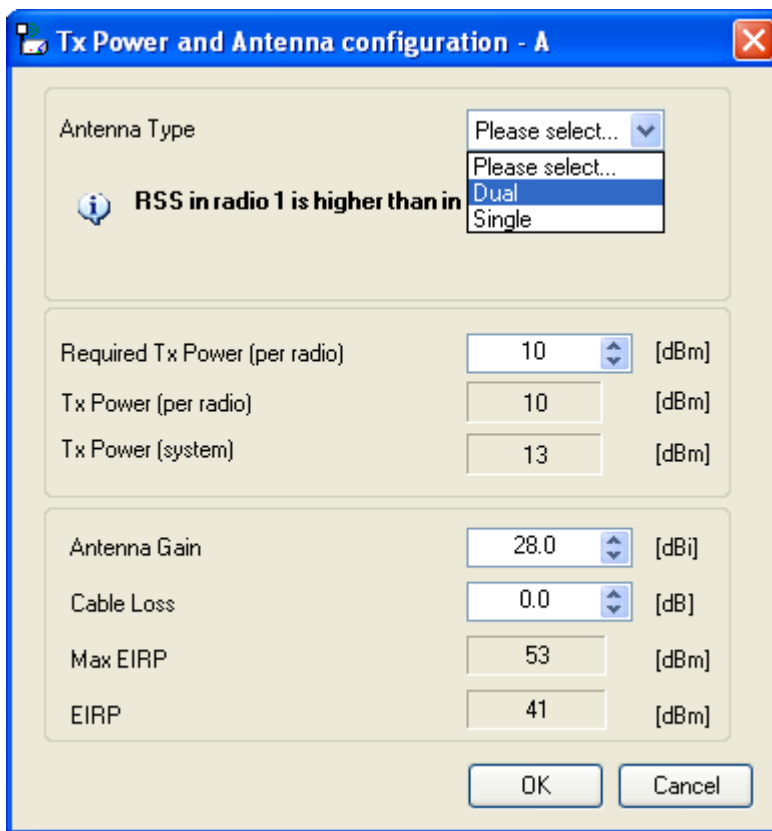 Tx Power and Antenna configuration - A
Antenna Type
Please select...
Please select...
Dual
Single
RSS in radio 1 is higher than in
Required Tx Power (per radio) 10 [dBm]
Tx Power (per radio) 10 [dBm]
Tx Power (system) 13 [dBm]
Antenna Gain 28.0 [dBi]
Cable Loss 0.0 [dB]
Max EIRP 53 [dBm]
EIRP 41 [dBm]
OK Cancel